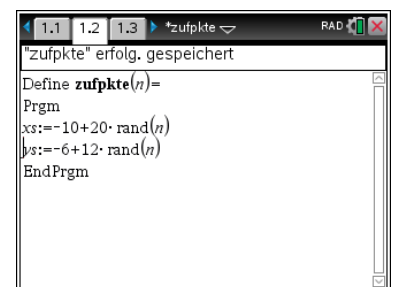 1.1 1.2 1.3 *zufpkte RAD
"zufpkte" erfolg. gespeichert
Define zufpkte(n)=
Prgm
xs:=-10+20· rand(n)
ys:=-6+12· rand(n)
EndPrgm